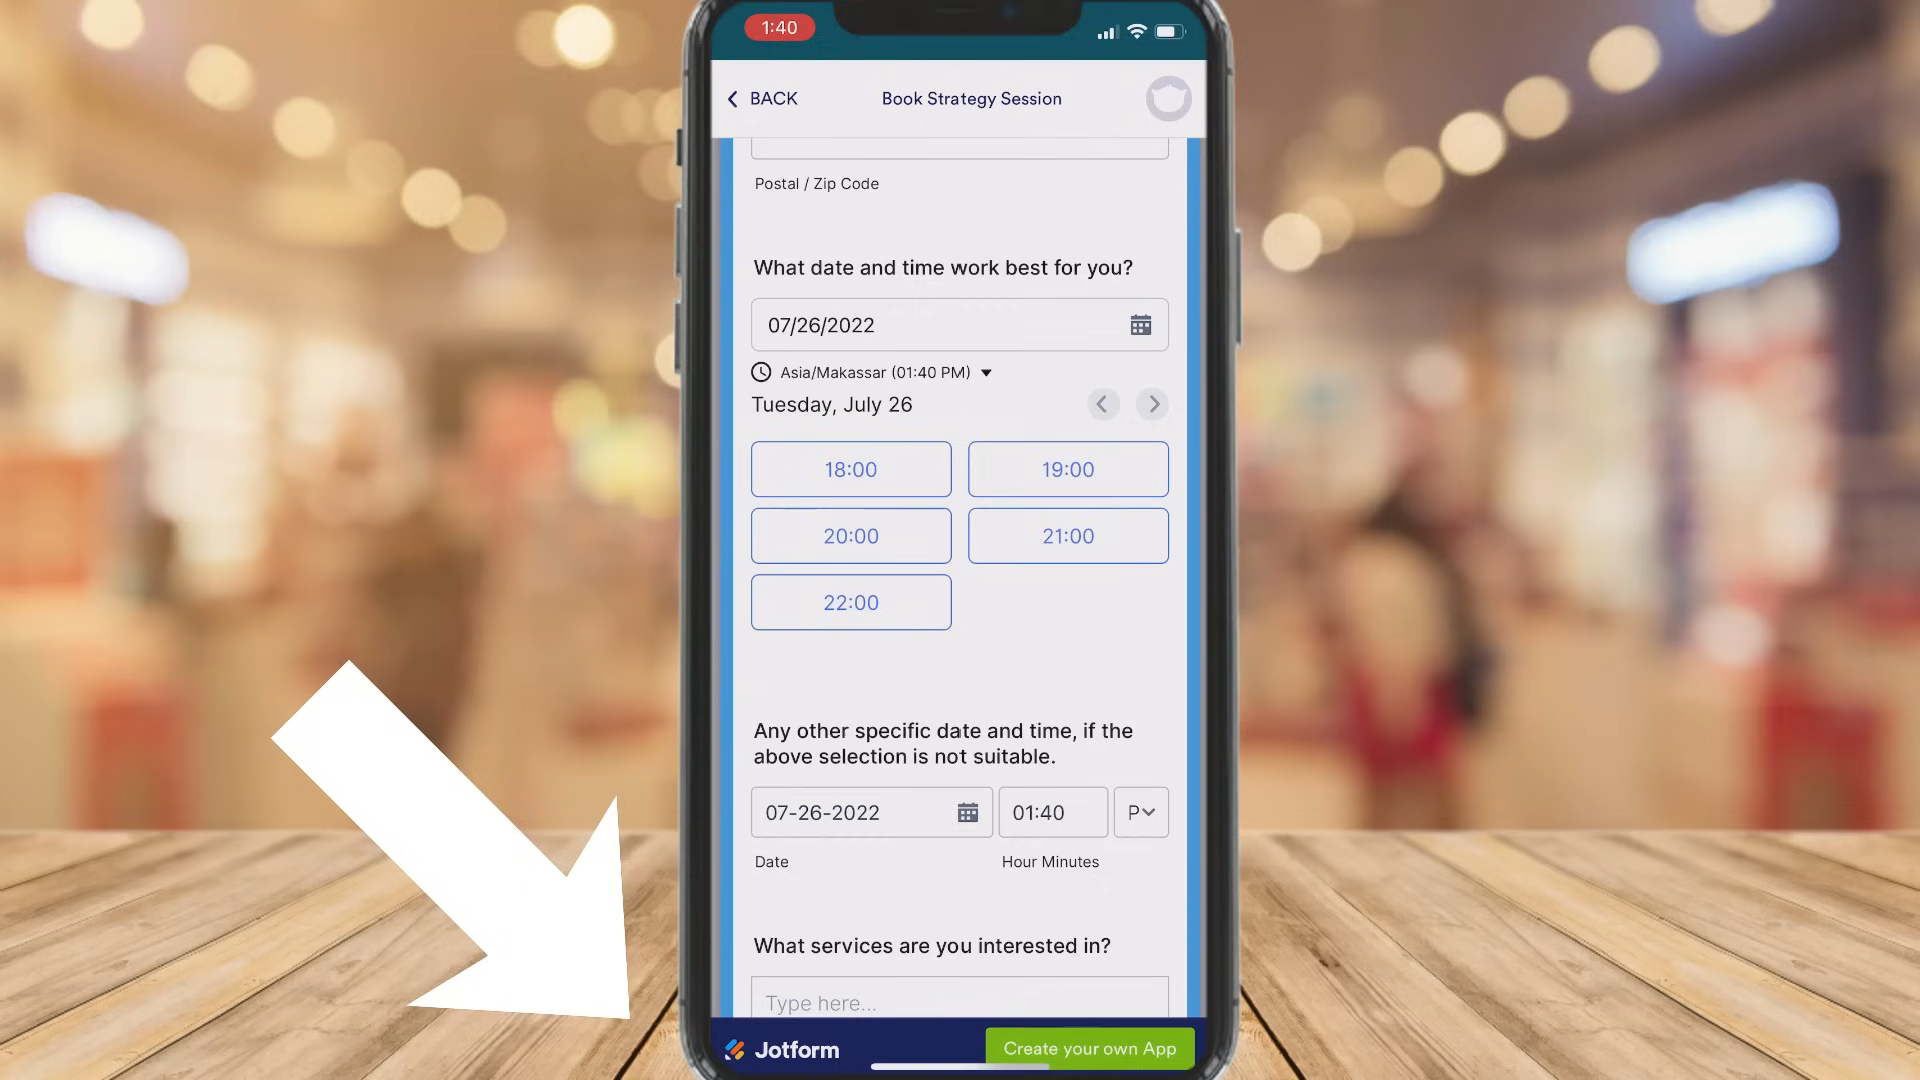 1:40
BACK
Book Strategy Session
Postal / Zip Code
What date and time work best for you?
07/26/2022
Asia/Makassar (01:40 PM)
Tuesday, July 26
18:00
19:00
20:00
21:00
22:00
Any other specific date and time, if the
above selection is not suitable.
07-26-2022
01:40
P
Date
Hour Minutes
What services are you interested in?
Type here...
Jotform
Create your own App